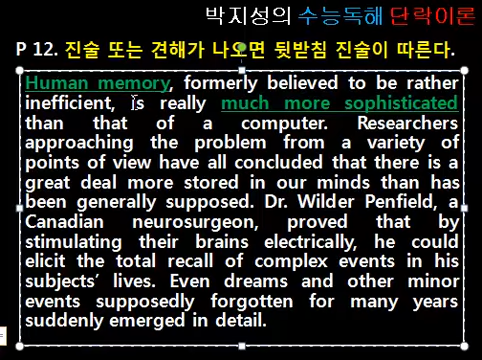 박지성의 수능독해 단락이론
P 12. 진술 또는 견해가 나오면 뒷받침 진술이 따른다.
Human memory, formerly believed to be rather
inefficient, is really much more sophisticated
than that of a computer. Researchers
approaching the problem from a variety of
points of view have all concluded that there is a
great deal more stored in our minds than has
been generally supposed. Dr. Wilder Penfield, a
Canadian neurosurgeon, proved that by
stimulating their brains electrically, he could
elicit the total recall of complex events in his
subjects’ lives. Even dreams and other minor
events supposedly forgotten for many years
suddenly emerged in detail.